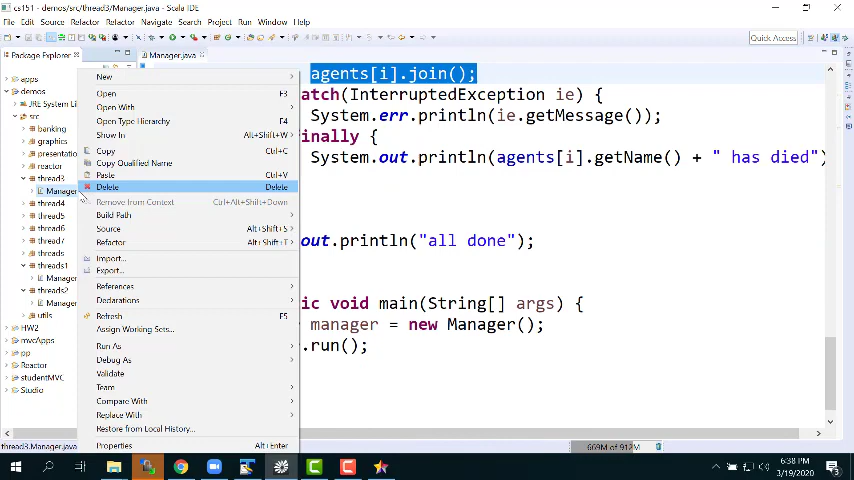 cs151 - demos/thread3/Manager.java - Scala IDE
File Edit Source Refactor Refactor Navigate Search Project Run Window Help
Quick Access
Package Explorer
Manager.java
apps
demos
JRE System Li
src
banking
graphics
presentatio
reactor
thread3
Manager
thread4
thread5
thread6
thread7
threads
threads1
Manager
threads2
Manager
utils
HW2
mvcApps
pp
Reactor
studentMVC
Studio
New
Open F3
Open With
Open Type Hierarchy F4
Show In Alt+Shift+W
Copy Ctrl+C
Copy Qualified Name
Paste Ctrl+V
Delete Delete
Remove from Context Ctrl+Alt+Shift+Down
Build Path
Source Alt+Shift+S
Refactor Alt+Shift+T
Import...
Export...
References
Declarations
Refresh F5
Assign Working Sets...
Run As
Debug As
Validate
Team
Compare With
Replace With
Restore from Local History...
Properties Alt+Enter
agents[i].join();
atch(InterruptedException ie) {
System.err.println(ie.getMessage());
inally {
System.out.println(agents[i].getName() + " has died")
out.println("all done");
ic void main(String[] args) {
manager = new Manager();
.run();
thread3.Manager.java
669M of 912M
6:38 PM
3/19/2020
3